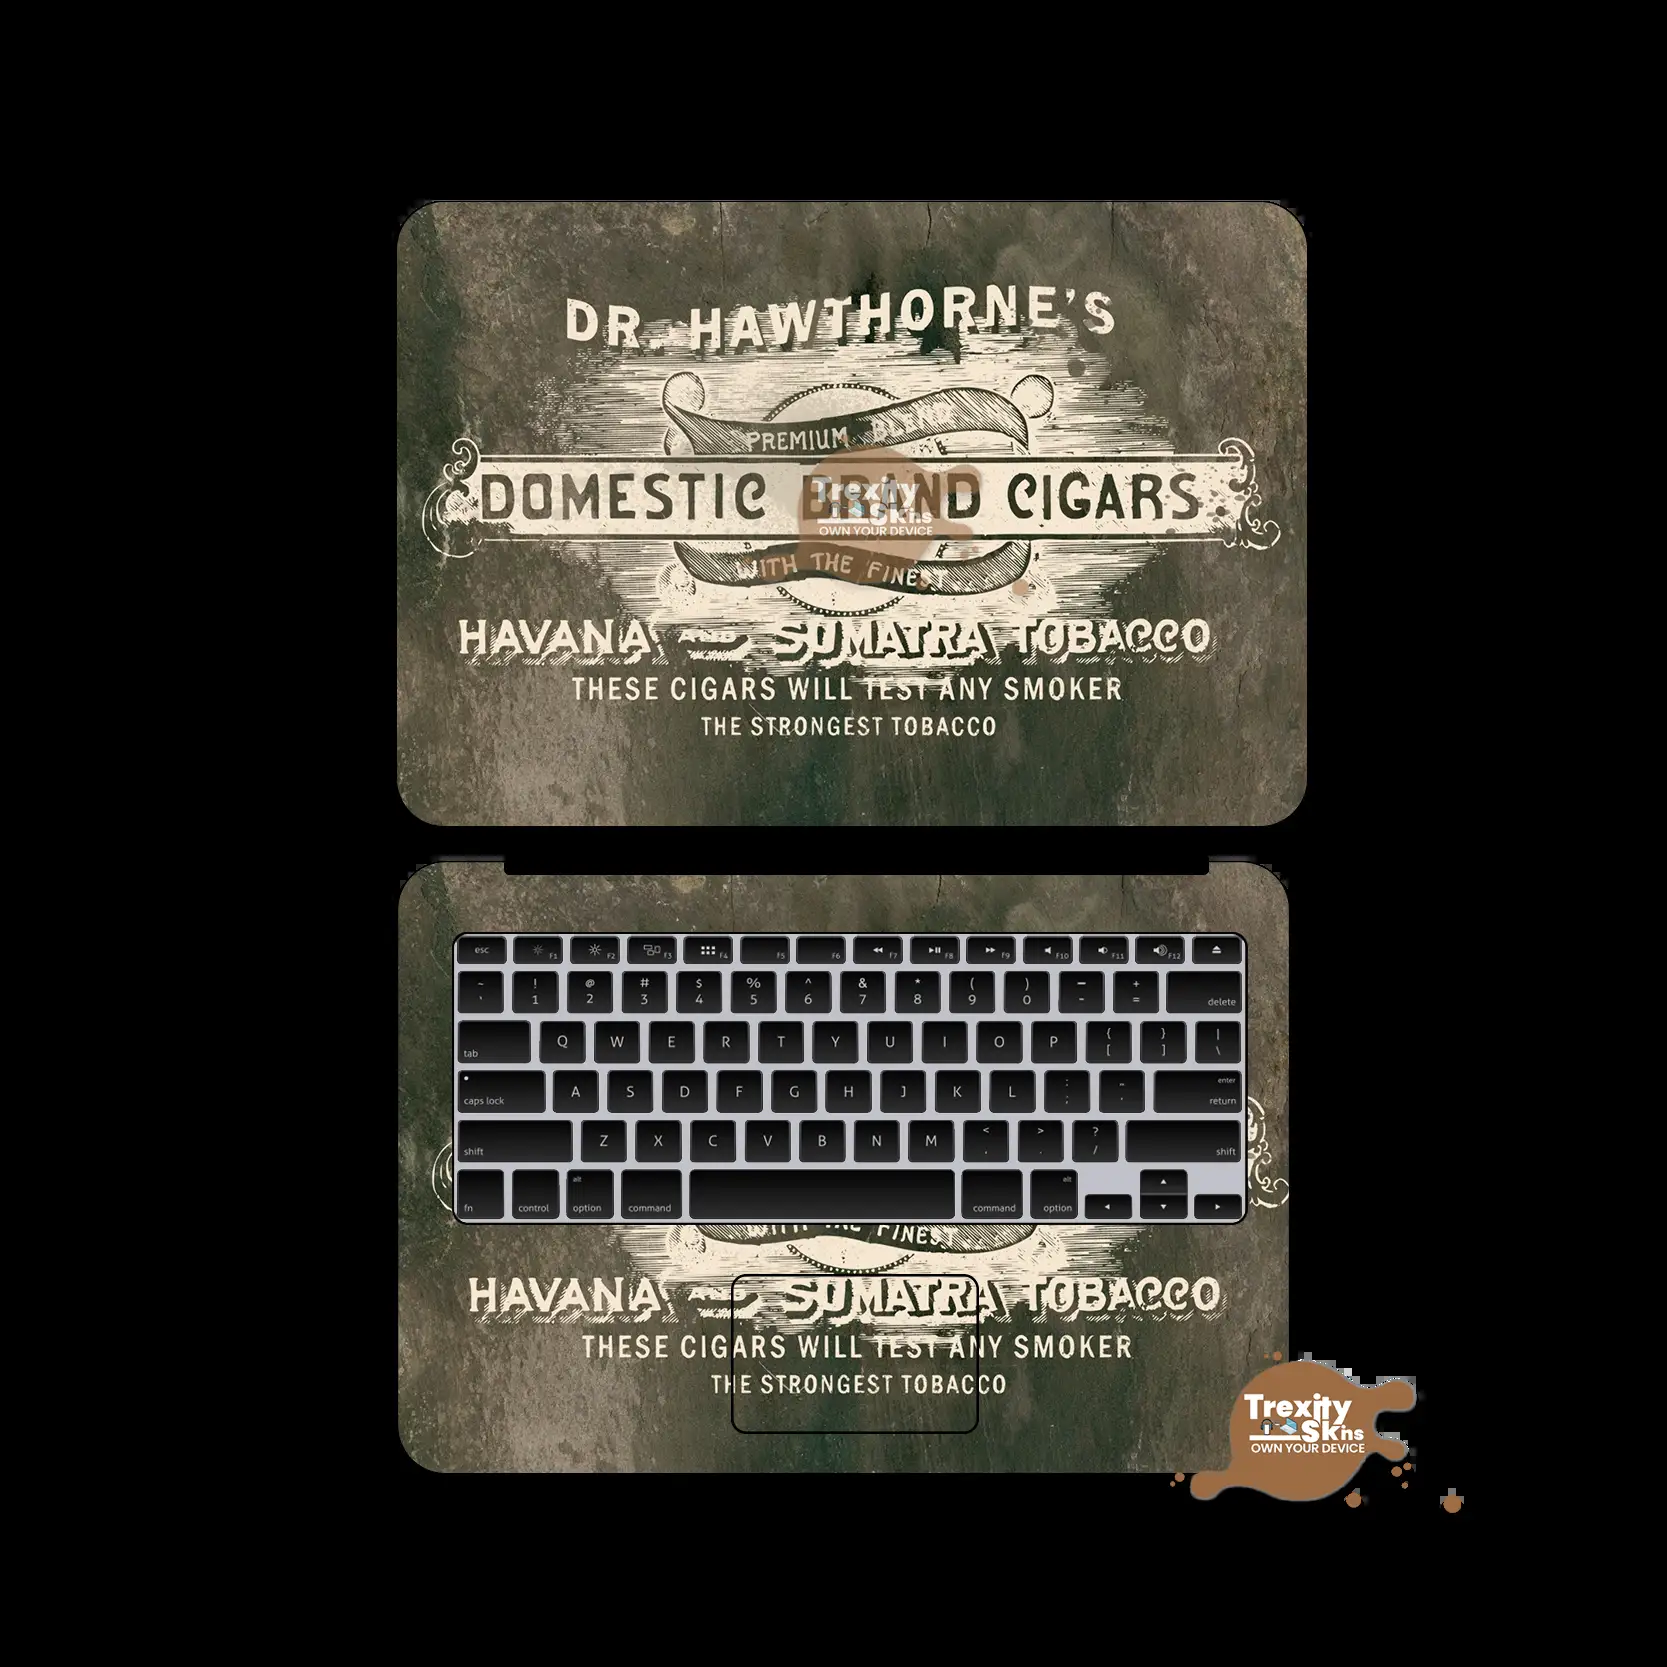 DR. HAWTHORNE'S
PREMIUM BLEND
DOMESTIC BRAND CIGARS
Trexity
Skins
OWN YOUR DEVICE
WITH THE FINEST...
HAVANA AND SUMATRA TOBACCO
THESE CIGARS WILL TEST ANY SMOKER
THE STRONGEST TOBACCO
esc F1 F2 F3 F4 F5 F6 F7 F8 F9 F10 F11 F12
~ ! @ # $ % ^ & * ( ) — +
` 1 2 3 4 5 6 7 8 9 0 - = delete
tab Q W E R T Y U I O P { [ } ] | \
caps lock A S D F G H J K L : ; " ' enter return
shift Z X C V B N M < , > . ? / shift
fn control alt option command command alt option
WITH THE FINEST...
HAVANA AND SUMATRA TOBACCO
THESE CIGARS WILL TEST ANY SMOKER
THE STRONGEST TOBACCO
Trexity
Skins
OWN YOUR DEVICE